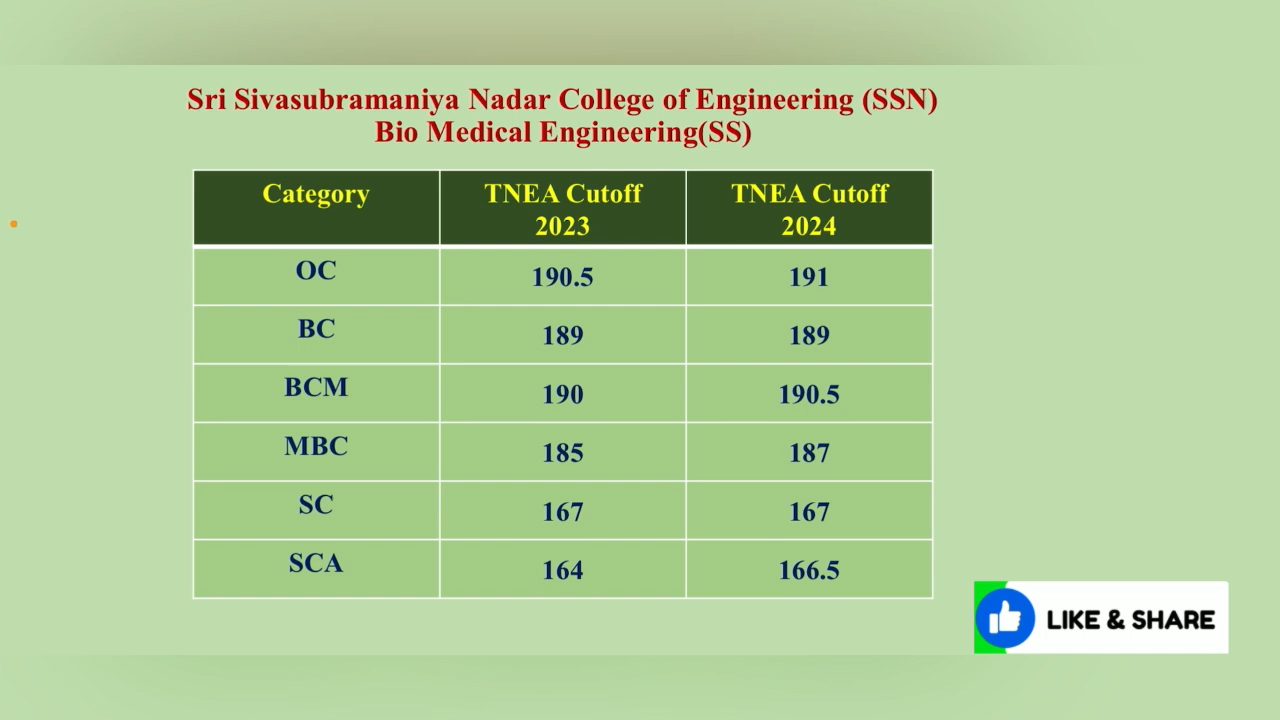 Sri Sivasubramaniya Nadar College of Engineering (SSN)
Bio Medical Engineering(SS)
Category TNEA Cutoff 2023 TNEA Cutoff 2024
OC 190.5 191
BC 189 189
BCM 190 190.5
MBC 185 187
SC 167 167
SCA 164 166.5
LIKE & SHARE